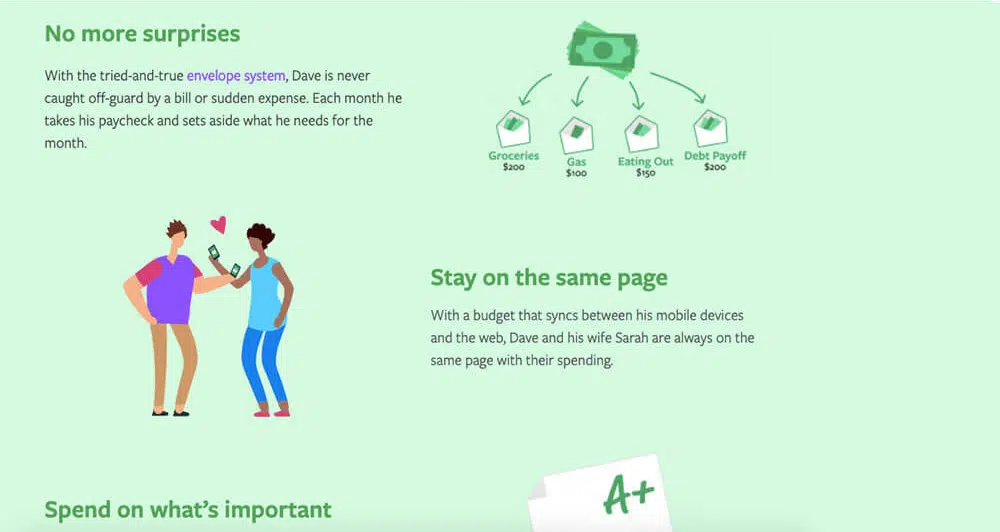 No more surprises
With the tried-and-true envelope system, Dave is never
caught off-guard by a bill or sudden expense. Each month he
takes his paycheck and sets aside what he needs for the
month.
Groceries
$200
Gas
$100
Eating Out
$150
Debt Payoff
$200
Stay on the same page
With a budget that syncs between his mobile devices
and the web, Dave and his wife Sarah are always on the
same page with their spending.
A+
Spend on what's important